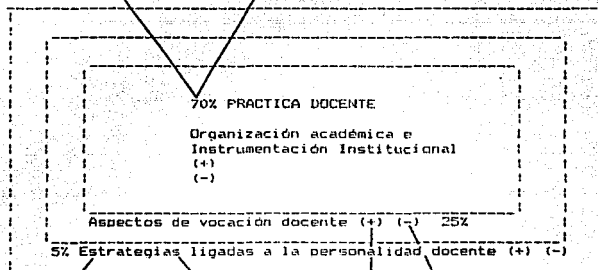 70% PRACTICA DOCENTE
Organización académica e
Instrumentación Institucional
(+)
(-)
Aspectos de vocación docente (+) (-) 25%
5% Estrategias ligadas a la personalidad docente (+) (-)